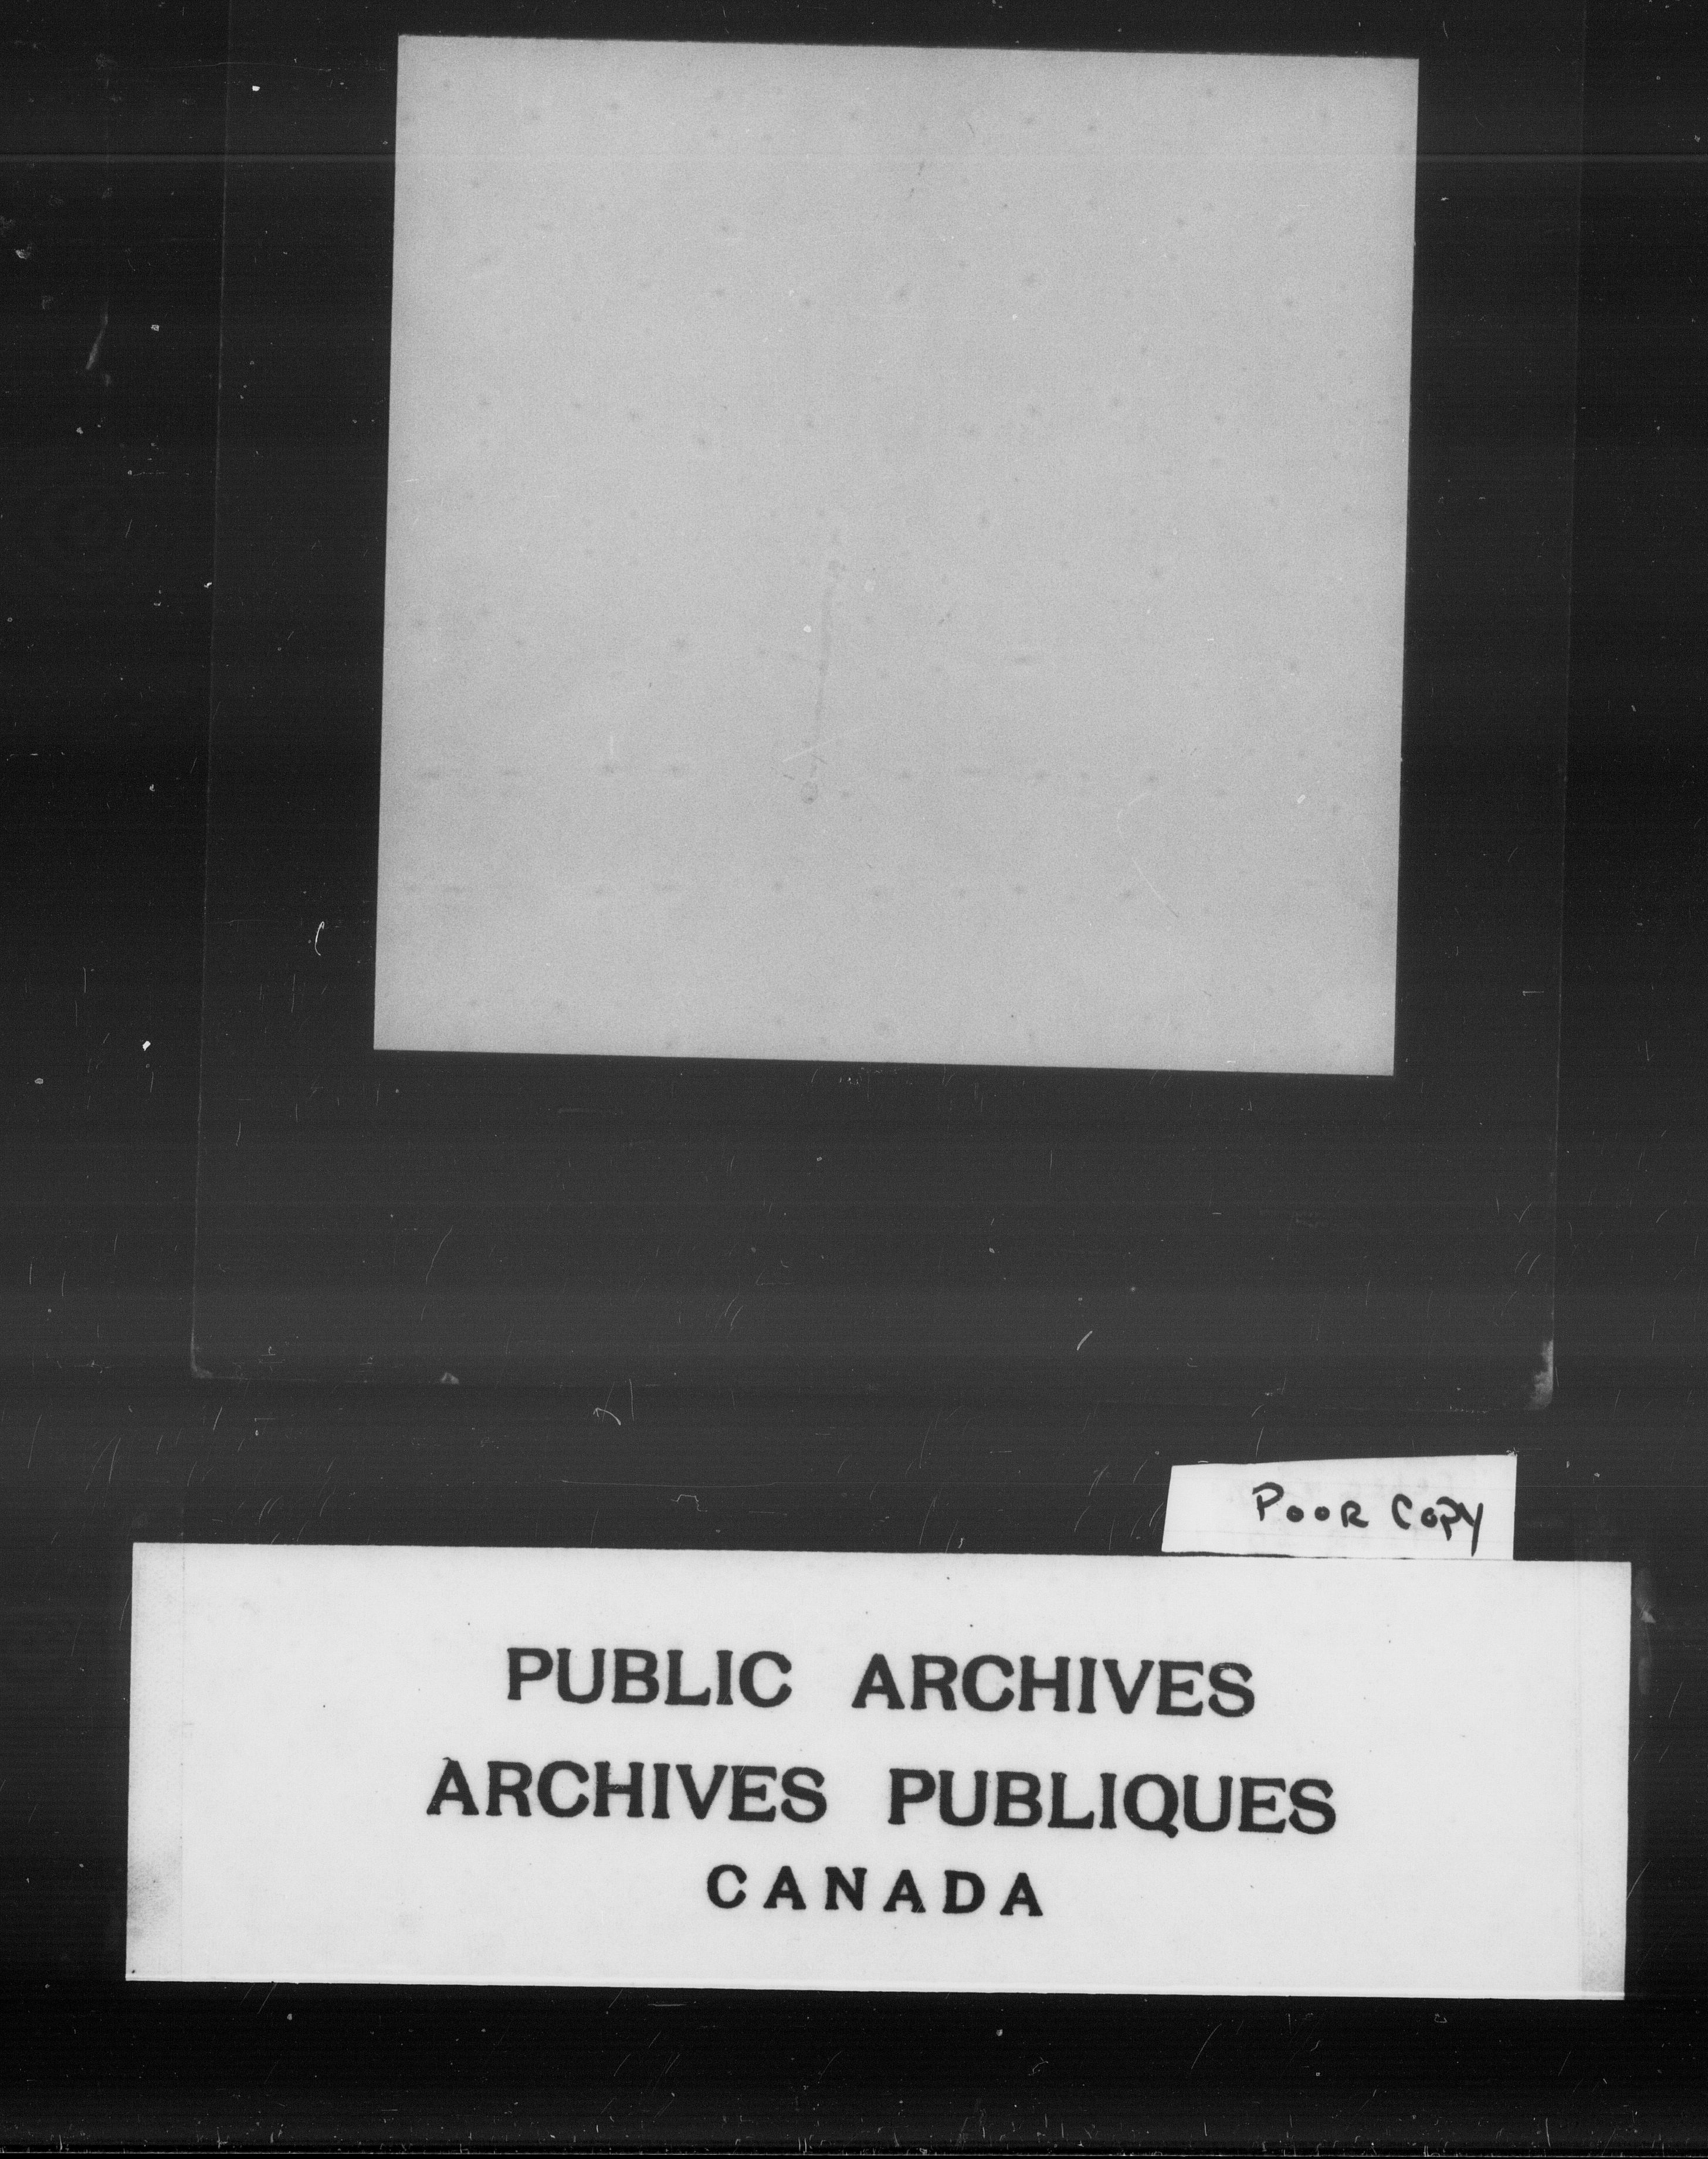 POOR COPY
PUBLIC ARCHIVES
ARCHIVES PUBLIQUES
CANADA